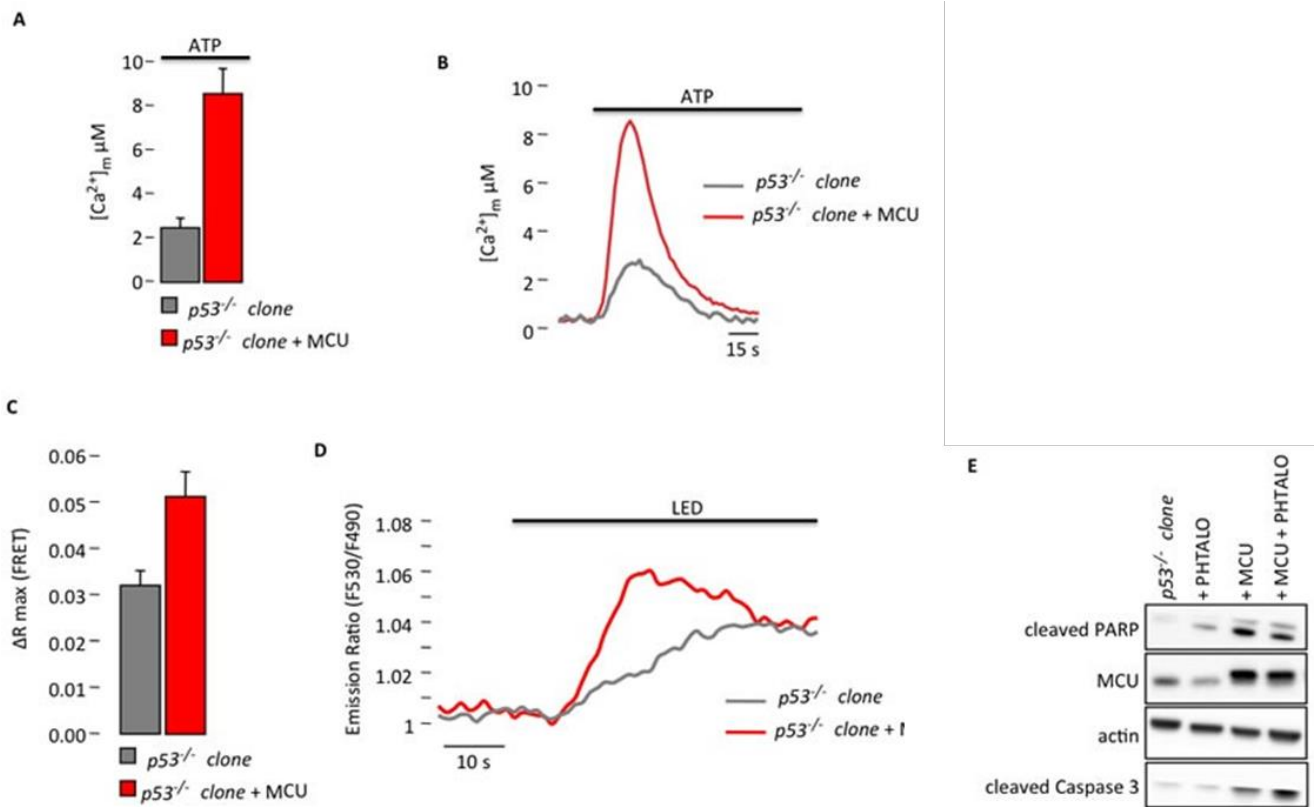 A
ATP
10
8
6
4
2
0
[Ca²⁺]m µM
p53-/- clone
p53-/- clone + MCU
B
ATP
10
8
6
4
2
0
[Ca²⁺]m µM
p53-/- clone
p53-/- clone + MCU
15 s
C
0.06
0.05
0.04
0.03
0.02
0.01
0.00
ΔR max (FRET)
p53-/- clone
p53-/- clone + MCU
D
LED
1.08
1.06
1.04
1.02
1
Emission Ratio (F530/F490)
p53-/- clone
p53-/- clone +
10 s
E
p53-/- clone
+ PHTALO
+ MCU
+ MCU + PHTALO
cleaved PARP
MCU
actin
cleaved Caspase 3